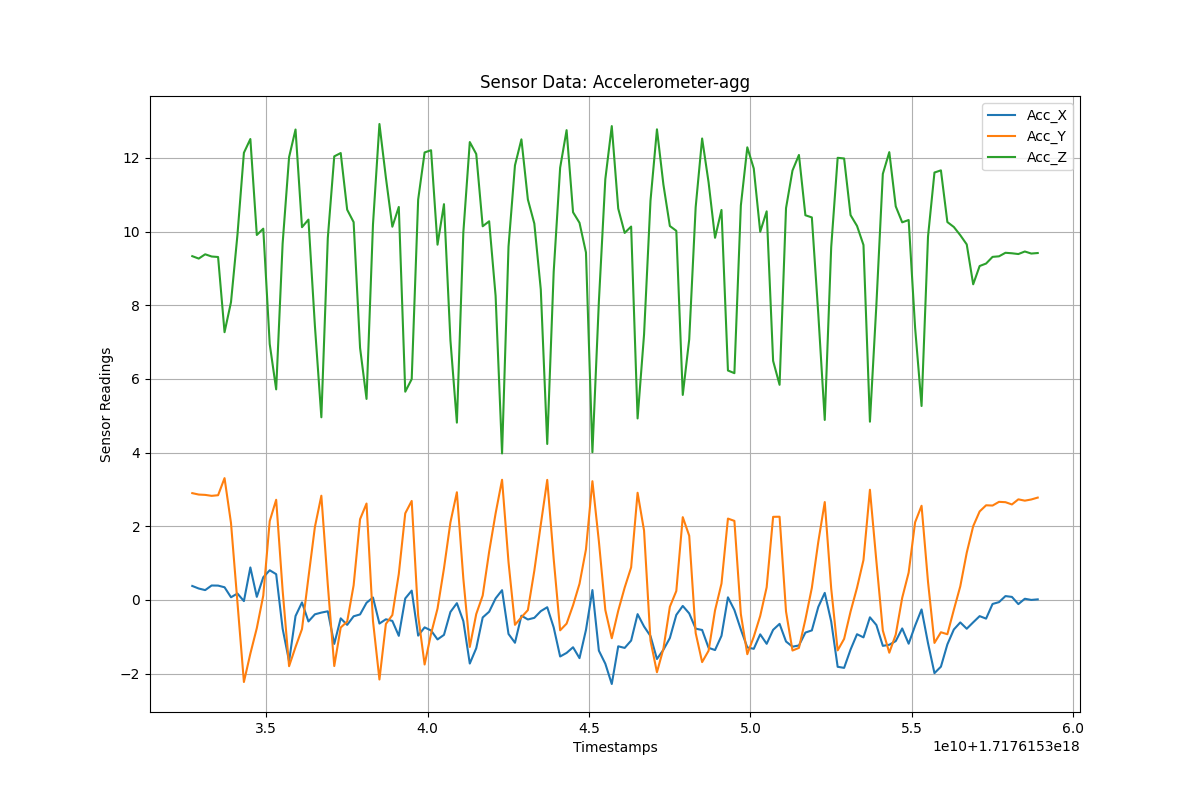 Sensor Data: Accelerometer-agg
Acc_X
Acc_Y
Acc_Z
12
10
8
6
4
2
0
−2
Sensor Readings
3.5 4.0 4.5 5.0 5.5 6.0
Timestamps
1e10+1.7176153e18